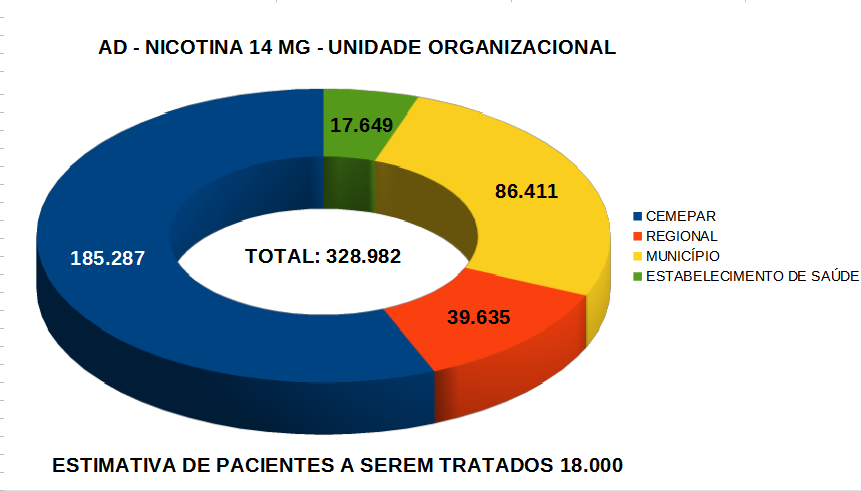 AD - NICOTINA 14 MG - UNIDADE ORGANIZACIONAL
17.649
86.411
185.287
TOTAL: 328.982
39.635
CEMEPAR
REGIONAL
MUNICÍPIO
ESTABELECIMENTO DE SAÚDE
ESTIMATIVA DE PACIENTES A SEREM TRATADOS 18.000